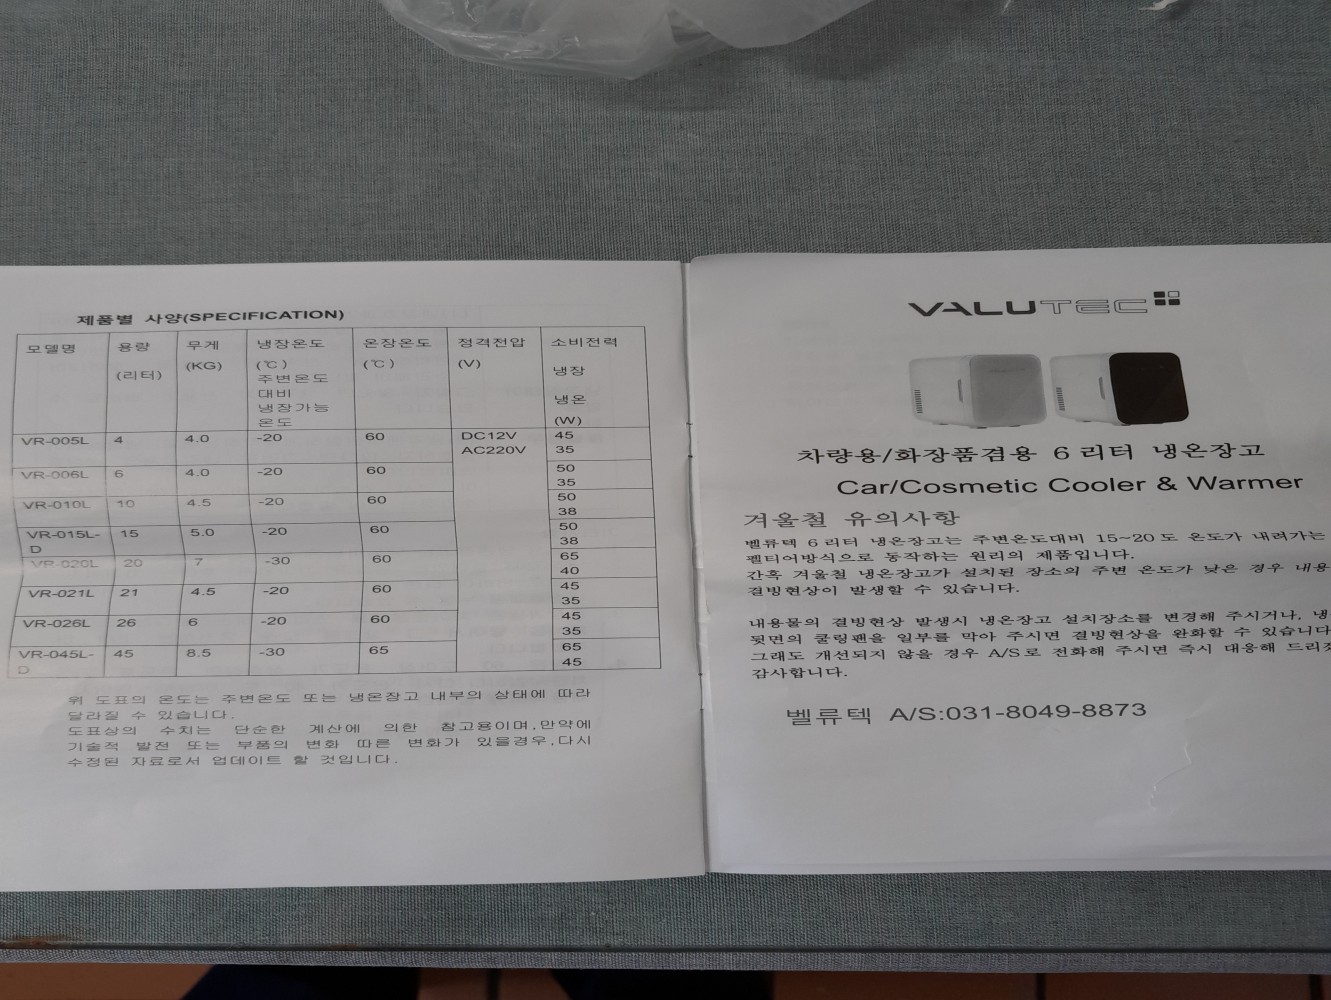 제품별 사양(SPECIFICATION)
모델명 용량 (리터) 무게 (KG) 냉장온도 (℃) 주변온도 대비 냉장가능 온도 온장온도 (℃) 정격전압 (V) 소비전력 냉장 냉온 (W)
VR-005L 4 4.0 -20 60 DC12V AC220V 45 35
VR-006L 6 4.0 -20 60 50 35
VR-010L 10 4.5 -20 60 50 38
VR-015L-D 15 5.0 -20 60 50 38
VR-020L 20 7 -30 60 65 40
VR-021L 21 4.5 -20 60 45 35
VR-026L 26 6 -20 60 45 35
VR-045L-D 45 8.5 -30 65 65 45
위 도표의 온도는 주변온도 또는 냉온장고 내부의 상태에 따라
달라질 수 있습니다.
도표상의 수치는 단순한 계산에 의한 참고용이며,만약에
기술적 발전 또는 부품의 변화 따른 변화가 있을경우,다시
수정된 자료로서 업데이트 할 것입니다.
VALUTEC
차량용/화장품겸용 6 리터 냉온장고
Car/Cosmetic Cooler & Warmer
겨울철 유의사항
벨류텍 6 리터 냉온장고는 주변온도대비 15~20 도 온도가 내려가는
펠티어방식으로 동작하는 원리의 제품입니다.
간혹 겨울철 냉온장고가 설치된 장소의 주변 온도가 낮은 경우 내용
결빙현상이 발생할 수 있습니다.
내용물의 결빙현상 발생시 냉온장고 설치장소를 변경해 주시거나, 냉
뒷면의 쿨링팬을 일부를 막아 주시면 결빙현상을 완화할 수 있습니다
그래도 개선되지 않을 경우 A/S로 전화해 주시면 즉시 대응해
감사합니다.
벨류텍 A/S:031-8049-8873